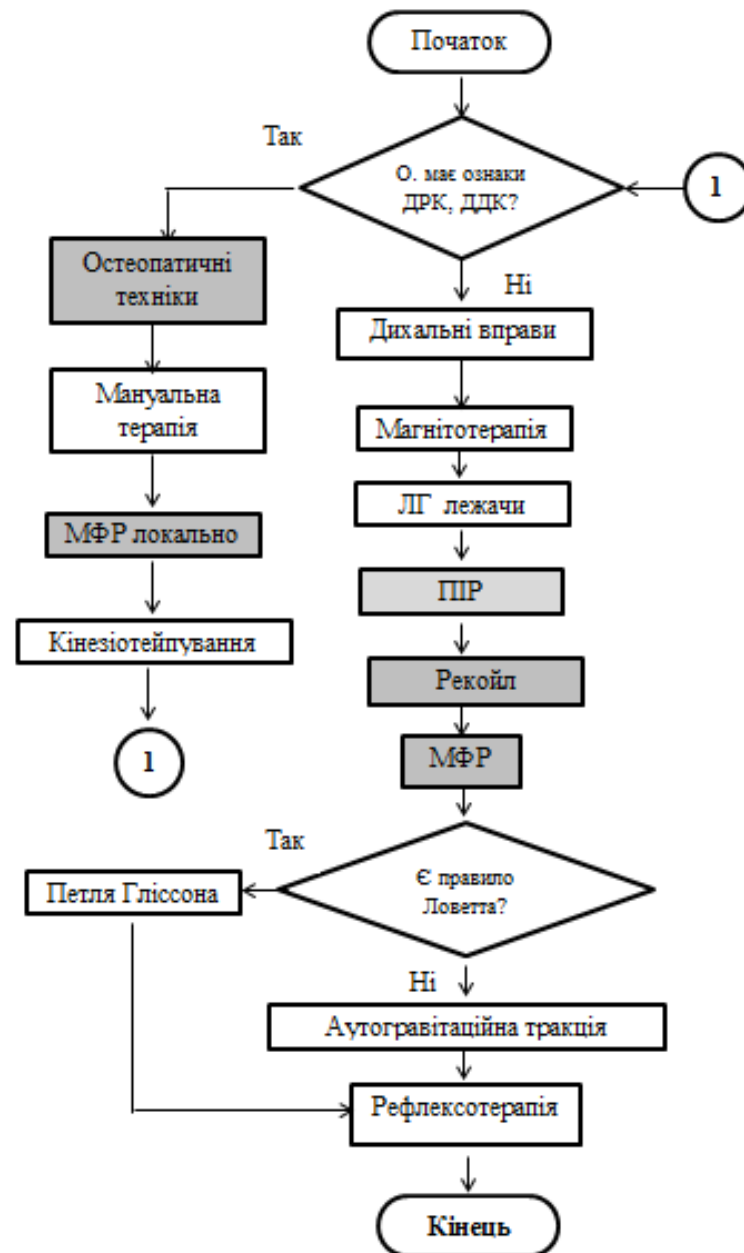 Початок
Так
О. має ознаки
ДРК, ДДК?
1
Остеопатичні
техніки
Ні
Дихальні вправи
Мануальна
терапія
Магнітотерапія
ЛГ лежачи
МФР локально
ПІР
Кінезіотейпування
Рекойл
1
МФР
Так
Є правило
Ловетта?
Петля Гліссона
Ні
Аутогравітаційна тракція
Рефлексотерапія
Кінець